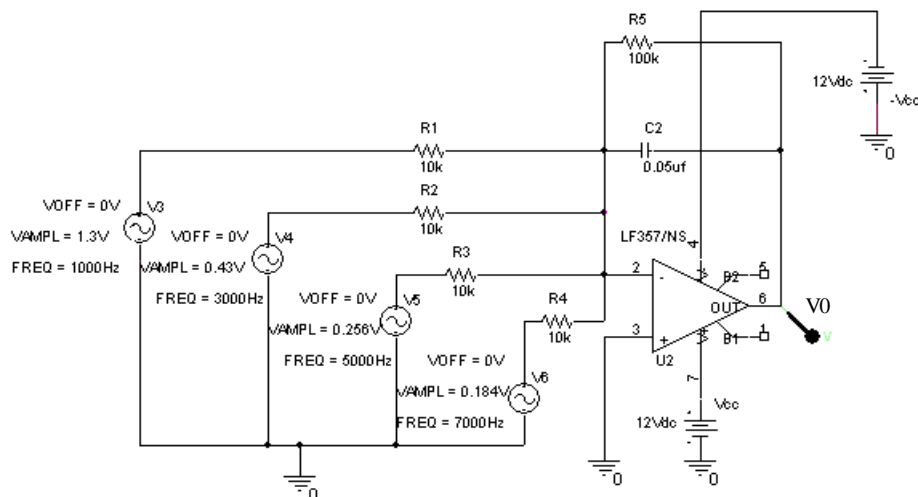 R5
100k
12Vdc
-Vcc
0
R1
10k
C2
0.05uf
R2
10k
VOFF = 0V
V3
VAMPL = 1.3V
FREQ = 1000Hz
VOFF = 0V
V4
VAMPL = 0.43V
FREQ = 3000Hz
R3
10k
VOFF = 0V
V5
VAMPL = 0.256V
FREQ = 5000Hz
R4
10k
VOFF = 0V
V6
VAMPL = 0.184V
FREQ = 7000Hz
LF357/NS
4
2
-
B2
5
OUT
6
V0
V
3
+
B1
1
U2
7
Vcc
12Vdc
0
0
0